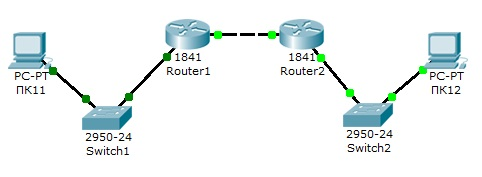 1841
Router1
1841
Router2
PC-PT
ПК11
PC-PT
ПК12
2950-24
Switch1
2950-24
Switch2